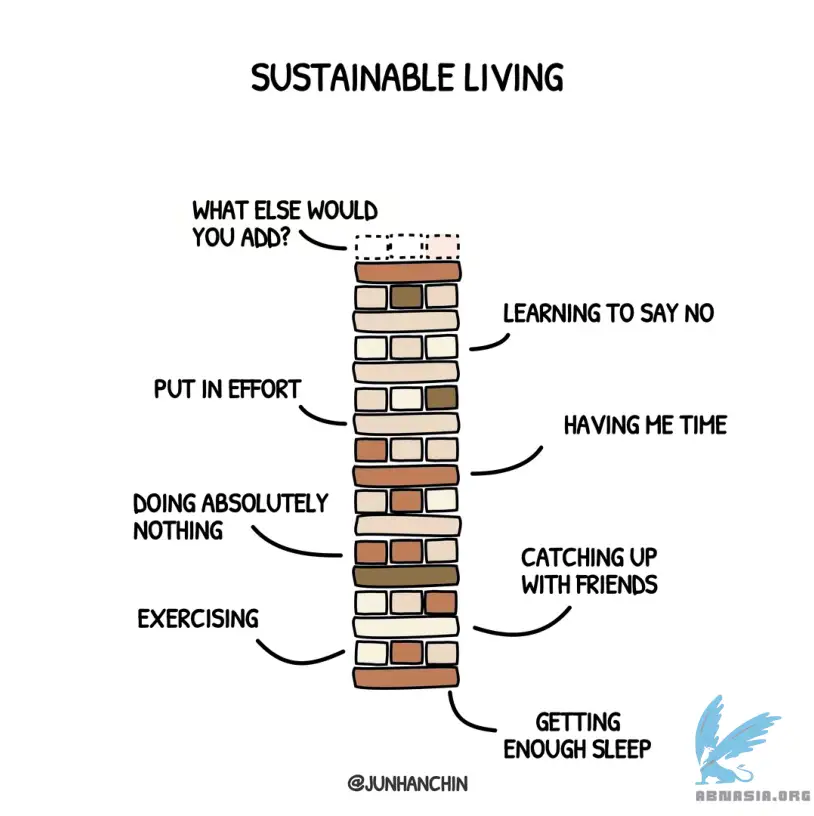 SUSTAINABLE LIVING
WHAT ELSE WOULD
YOU ADD?
LEARNING TO SAY NO
PUT IN EFFORT
HAVING ME TIME
DOING ABSOLUTELY
NOTHING
CATCHING UP
WITH FRIENDS
EXERCISING
GETTING
ENOUGH SLEEP
@JUNHANCHIN
ABNASIA.ORG